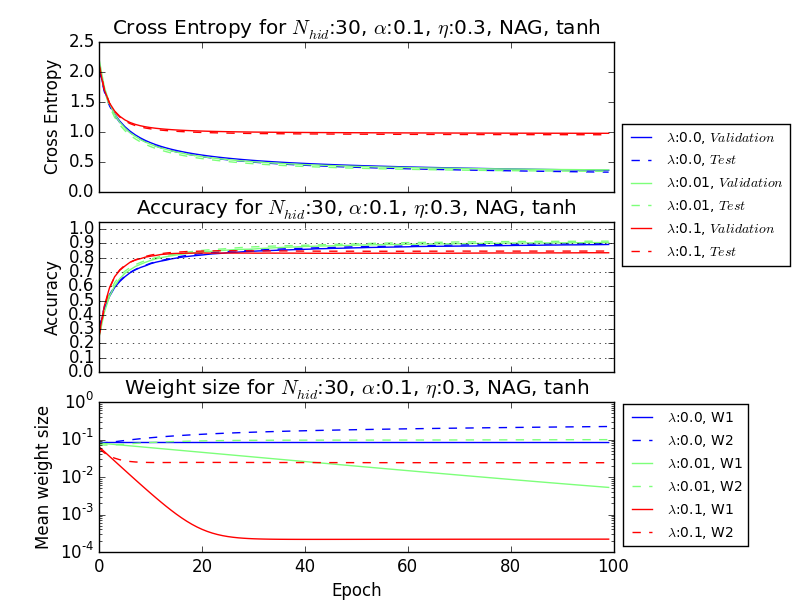 Cross Entropy for N_hid:30, α:0.1, η:0.3, NAG, tanh
2.5
2.0
1.5
1.0
0.5
0.0
Cross Entropy
λ:0.0, Validation
λ:0.0, Test
λ:0.01, Validation
λ:0.01, Test
λ:0.1, Validation
λ:0.1, Test
Accuracy for N_hid:30, α:0.1, η:0.3, NAG, tanh
1.0
0.9
0.8
0.7
0.6
0.5
0.4
0.3
0.2
0.1
0.0
Accuracy
Weight size for N_hid:30, α:0.1, η:0.3, NAG, tanh
10^0
10^-1
10^-2
10^-3
10^-4
Mean weight size
λ:0.0, W1
λ:0.0, W2
λ:0.01, W1
λ:0.01, W2
λ:0.1, W1
λ:0.1, W2
0 20 40 60 80 100
Epoch